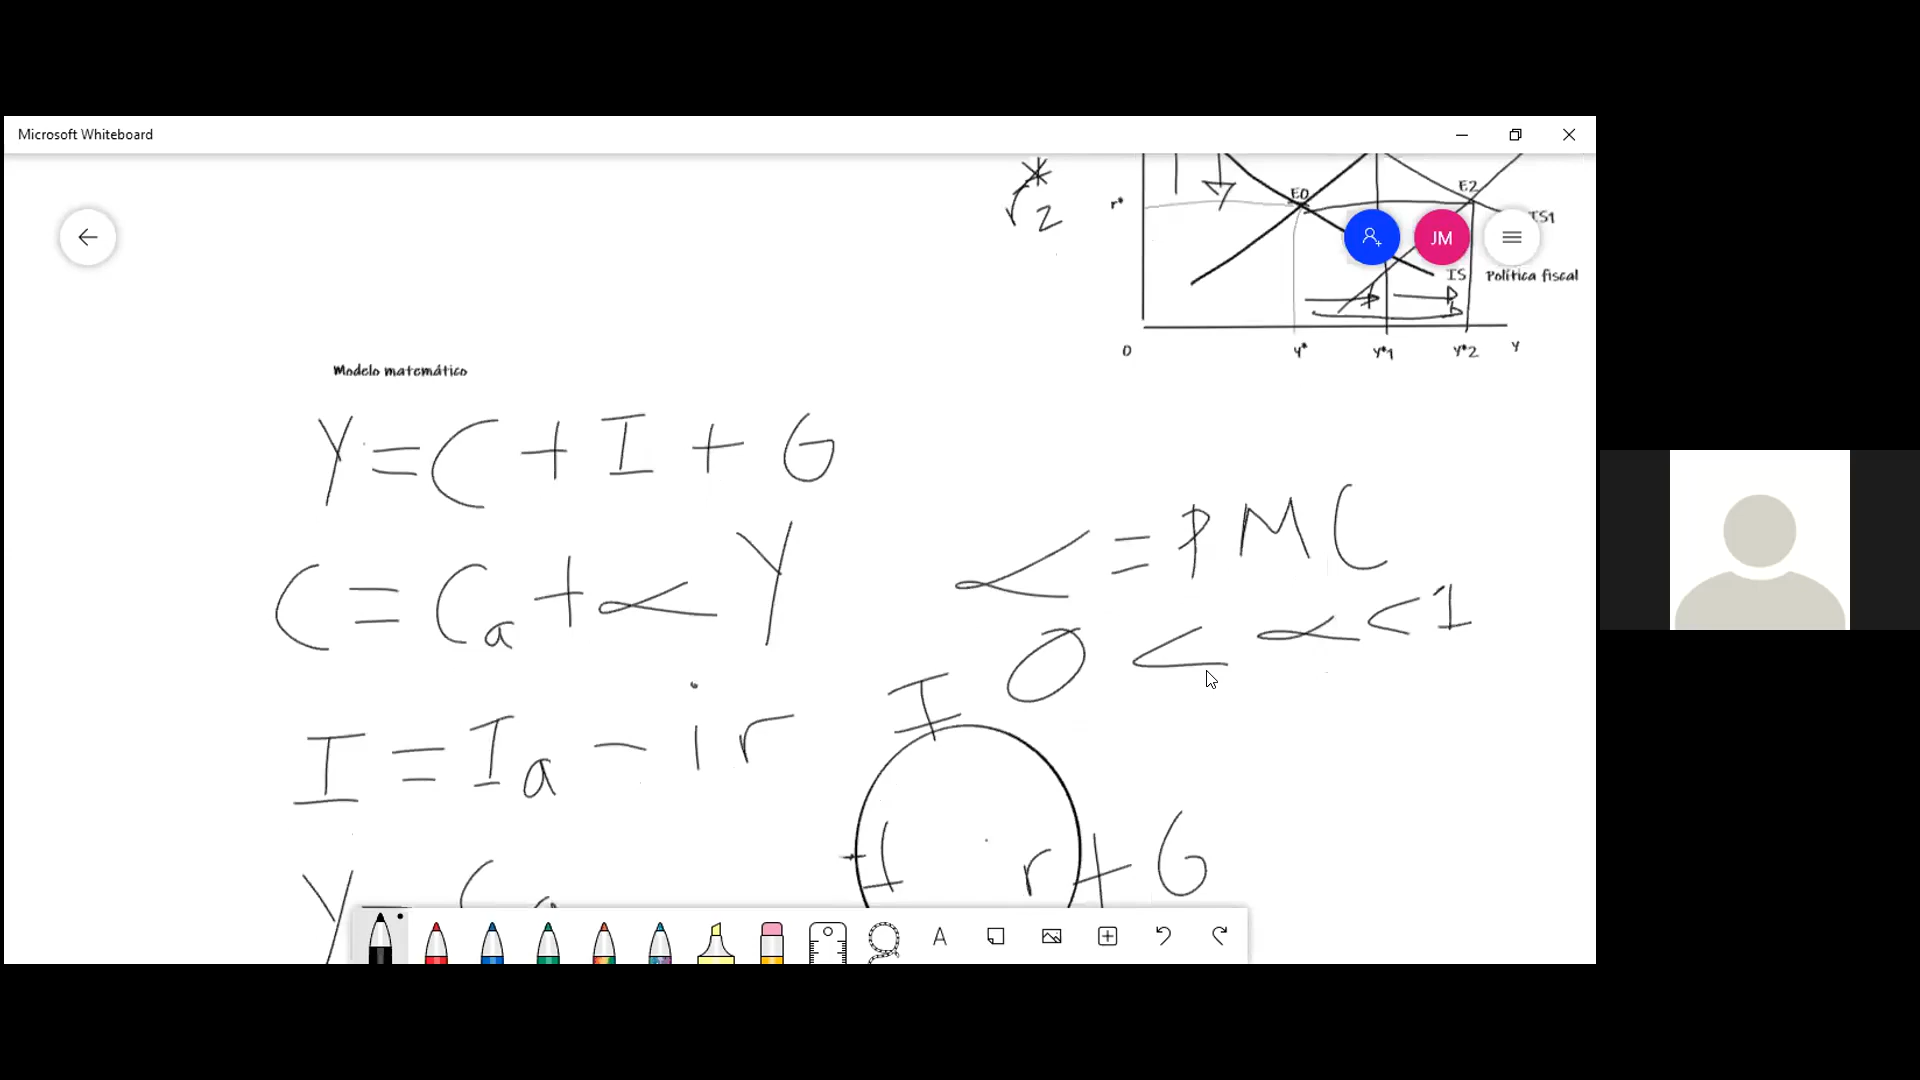 Microsoft Whiteboard
r*2
r*
E0
E2
IS1
JM
IS
Política fiscal
0
Y*
Y*1
Y*2
Y
Modelo matemático
Y = C + I + G
C = Ca + α Y
α = PMC
0 < α < 1
I = Ia - i r
I
r + G
A